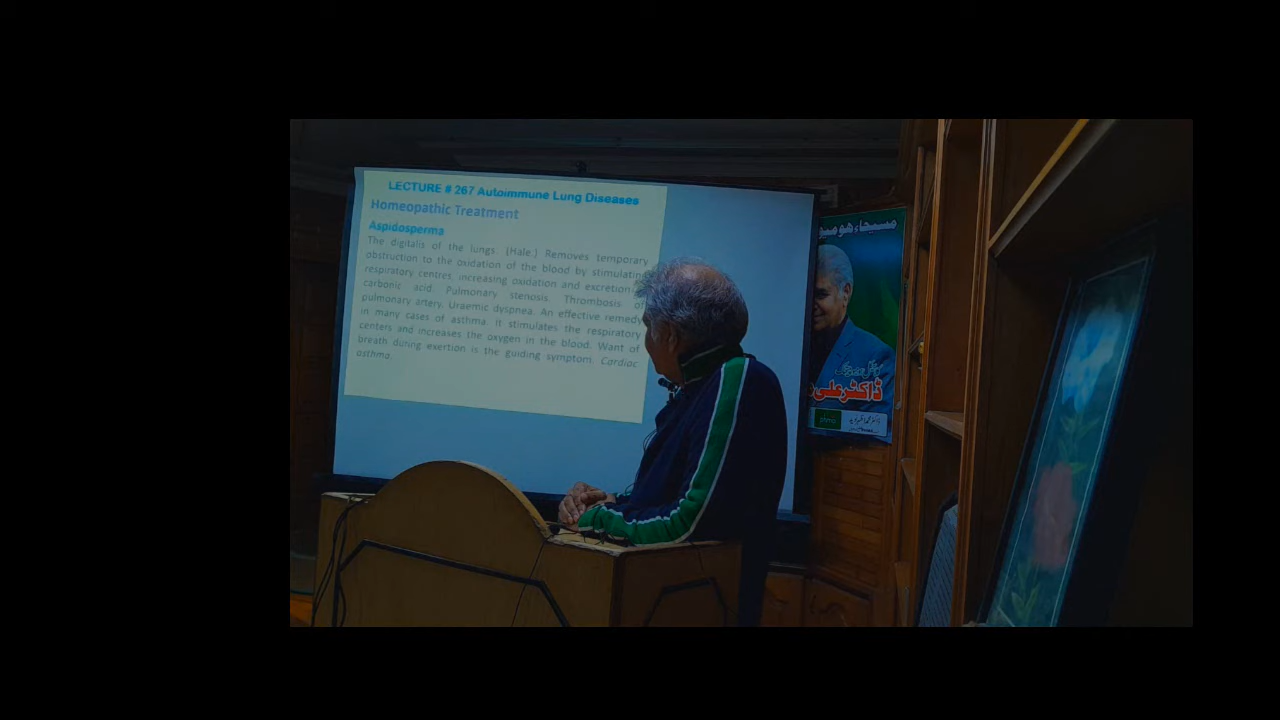 LECTURE # 267 Autoimmune Lung Diseases
Homeopathic Treatment
Aspidosperma
The digitalis of the lungs. (Hale.) Removes temporary
obstruction to the oxidation of the blood by stimulating
respiratory centres, increasing oxidation and excretion
carbonic acid. Pulmonary stenosis. Thrombosis of
pulmonary artery. Uraemic dyspnea. An effective remedy
in many cases of asthma. It stimulates the respiratory
centers and increases the oxygen in the blood. Want of
breath during exertion is the guiding symptom. Cardiac
asthma.
مسیحاء ہومیو
ڈاکٹر علی